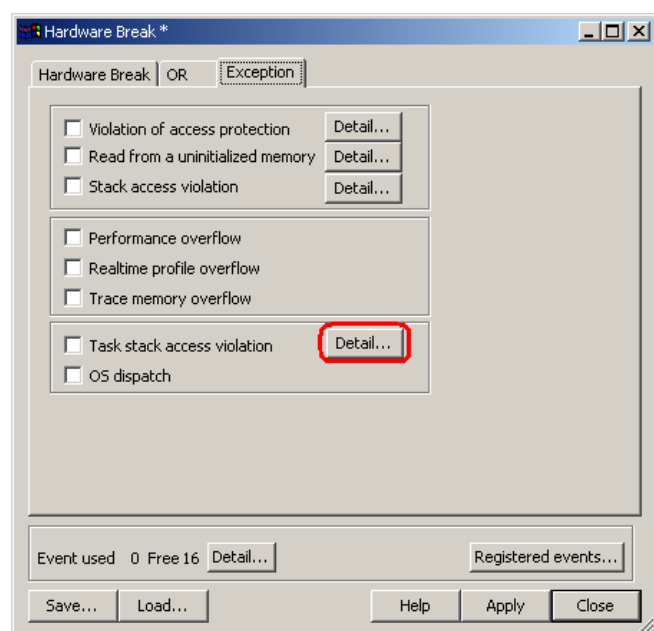 Hardware Break *
Hardware Break OR Exception
Violation of access protection Detail...
Read from a uninitialized memory Detail...
Stack access violation Detail...
Performance overflow
Realtime profile overflow
Trace memory overflow
Task stack access violation Detail...
OS dispatch
Event used 0 Free 16 Detail... Registered events...
Save... Load... Help Apply Close